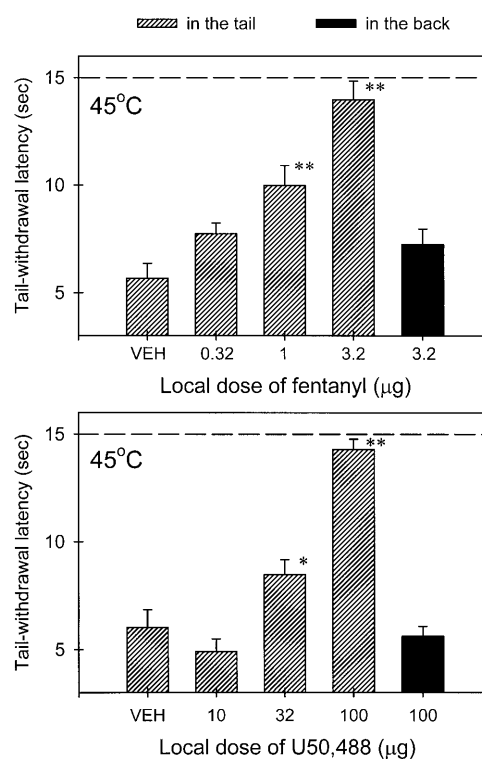 in the tail in the back
Tail-withdrawal latency (sec)
15
10
5
45°C
**
**
VEH 0.32 1 3.2 3.2
Local dose of fentanyl (μg)
Tail-withdrawal latency (sec)
15
10
5
45°C
*
**
VEH 10 32 100 100
Local dose of U50,488 (μg)